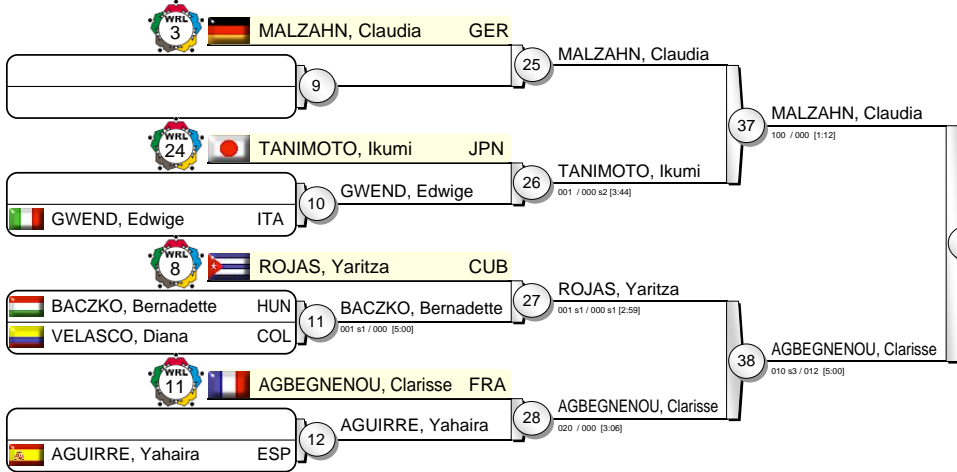 WRL
3
MALZAHN, Claudia GER
25
MALZAHN, Claudia
9
37
MALZAHN, Claudia
100 / 000 [1:12]
WRL
24
TANIMOTO, Ikumi JPN
26
TANIMOTO, Ikumi
001 / 000 s2 [3:44]
10
GWEND, Edwige
GWEND, Edwige ITA
WRL
8
ROJAS, Yaritza CUB
27
ROJAS, Yaritza
001 s1 / 000 s1 [2:59]
BACZKO, Bernadette HUN
11
BACZKO, Bernadette
001 s1 / 000 [5:00]
VELASCO, Diana COL
38
AGBEGNENOU, Clarisse
010 s3 / 012 [5:00]
WRL
11
AGBEGNENOU, Clarisse FRA
28
AGBEGNENOU, Clarisse
020 / 000 [3:06]
12
AGUIRRE, Yahaira
AGUIRRE, Yahaira ESP